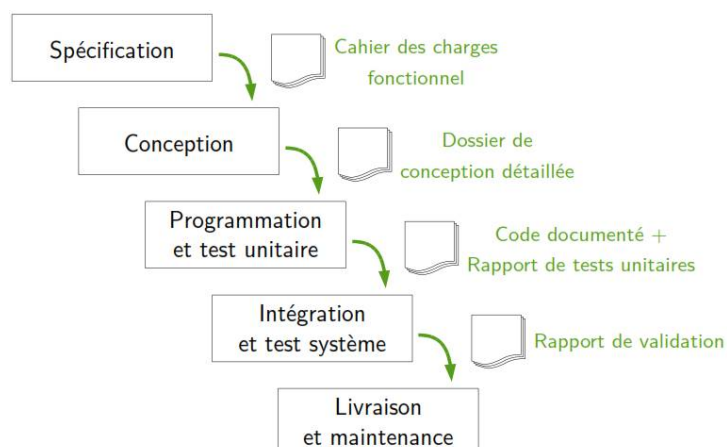 Spécification
Cahier des charges
fonctionnel
Conception
Dossier de
conception détaillée
Programmation
et test unitaire
Code documenté +
Rapport de tests unitaires
Intégration
et test système
Rapport de validation
Livraison
et maintenance